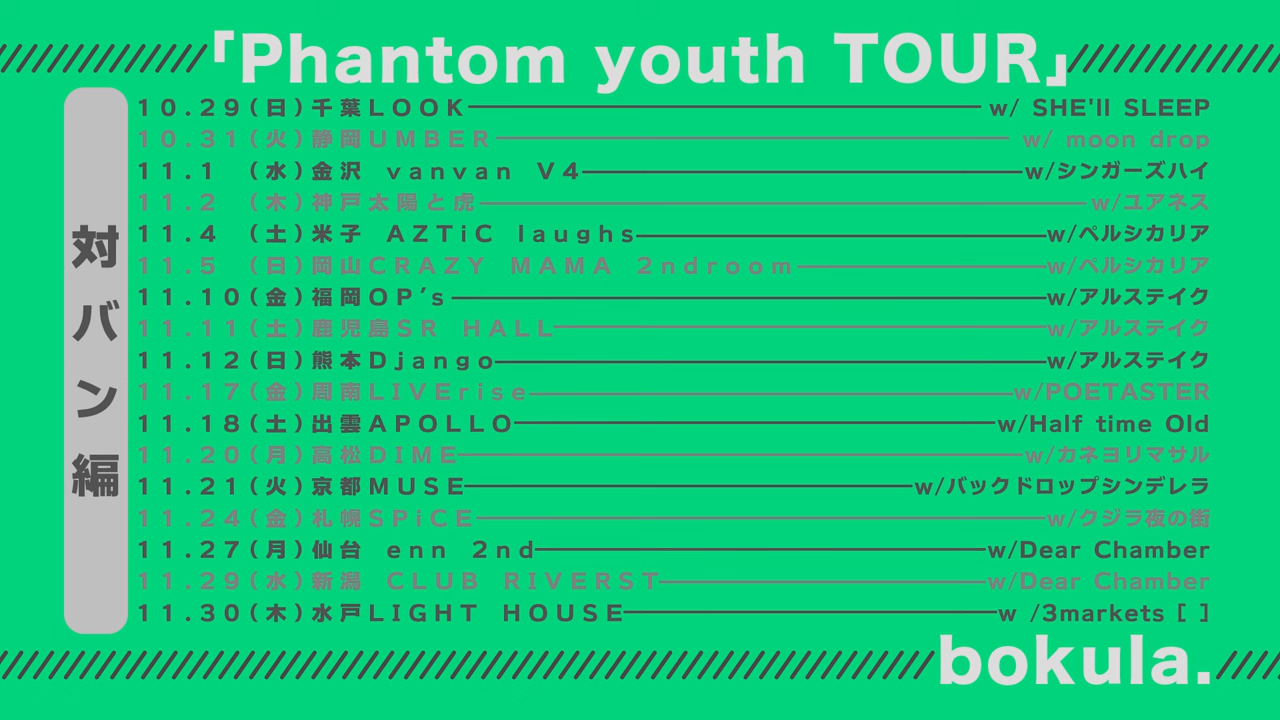 「Phantom youth TOUR」
対バン編
10.29(日)千葉LOOK w/ SHE'll SLEEP
10.31(火)静岡UMBER w/ moon drop
11.1 (水)金沢 vanvan V4 w/シンガーズハイ
11.2 (木)神戸太陽と虎 w/ユアネス
11.4 (土)米子 AZTiC laughs w/ペルシカリア
11.5 (日)岡山CRAZY MAMA 2ndroom w/ペルシカリア
11.10(金)福岡OP's w/アルステイク
11.11(土)鹿児島SR HALL w/アルステイク
11.12(日)熊本Django w/アルステイク
11.17(金)周南LIVErise w/POETASTER
11.18(土)出雲APOLLO w/Half time Old
11.20(月)高松DIME w/カネヨリマサル
11.21(火)京都MUSE w/バックドロップシンデレラ
11.24(金)札幌SPiCE w/クジラ夜の街
11.27(月)仙台 enn 2nd w/Dear Chamber
11.29(水)新潟 CLUB RIVERST w/Dear Chamber
11.30(木)水戸LIGHT HOUSE w /3markets [ ]
bokula.